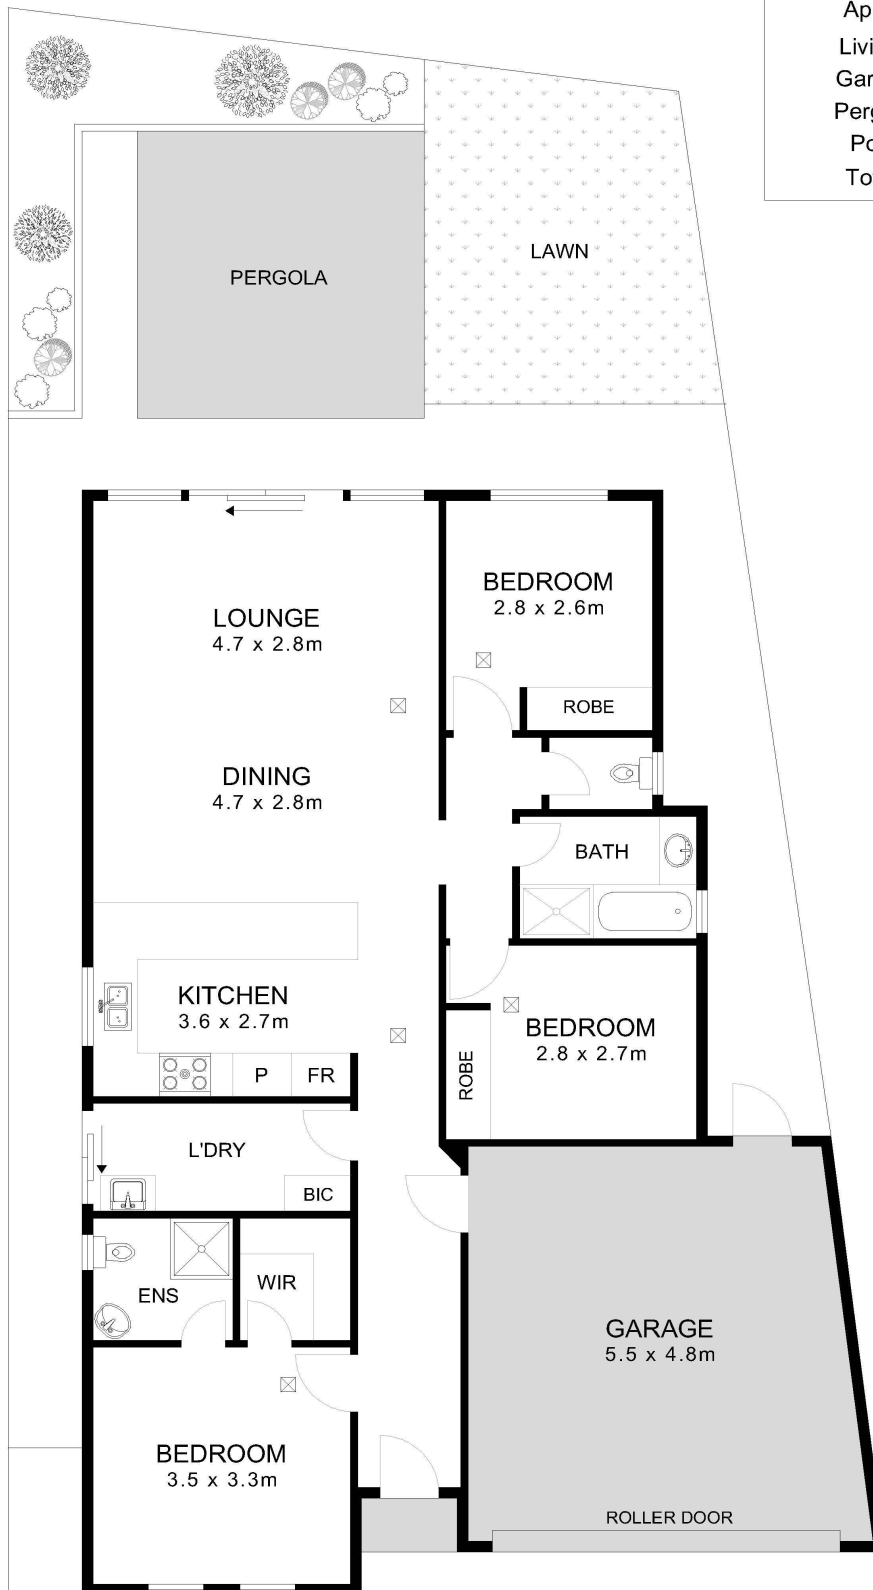 PERGOLA
LAWN
LOUNGE
4.7 x 2.8m
BEDROOM
2.8 x 2.6m
ROBE
DINING
4.7 x 2.8m
BATH
KITCHEN
3.6 x 2.7m
P
FR
BEDROOM
2.8 x 2.7m
ROBE
L'DRY
BIC
ENS
WIR
GARAGE
5.5 x 4.8m
BEDROOM
3.5 x 3.3m
ROLLER DOOR